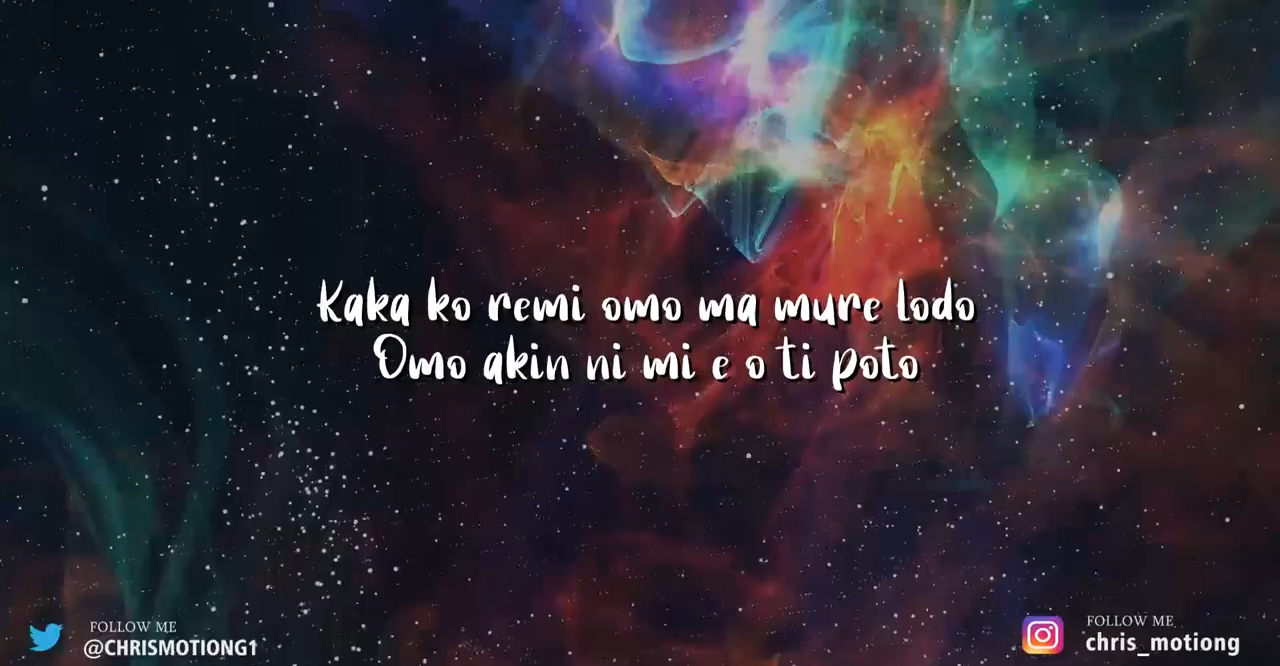 Kaka ko remi omo ma mure lodo
Omo akin ni mi e o ti poto
FOLLOW ME
@CHRISMOTIONG1
FOLLOW ME
chris_motiong